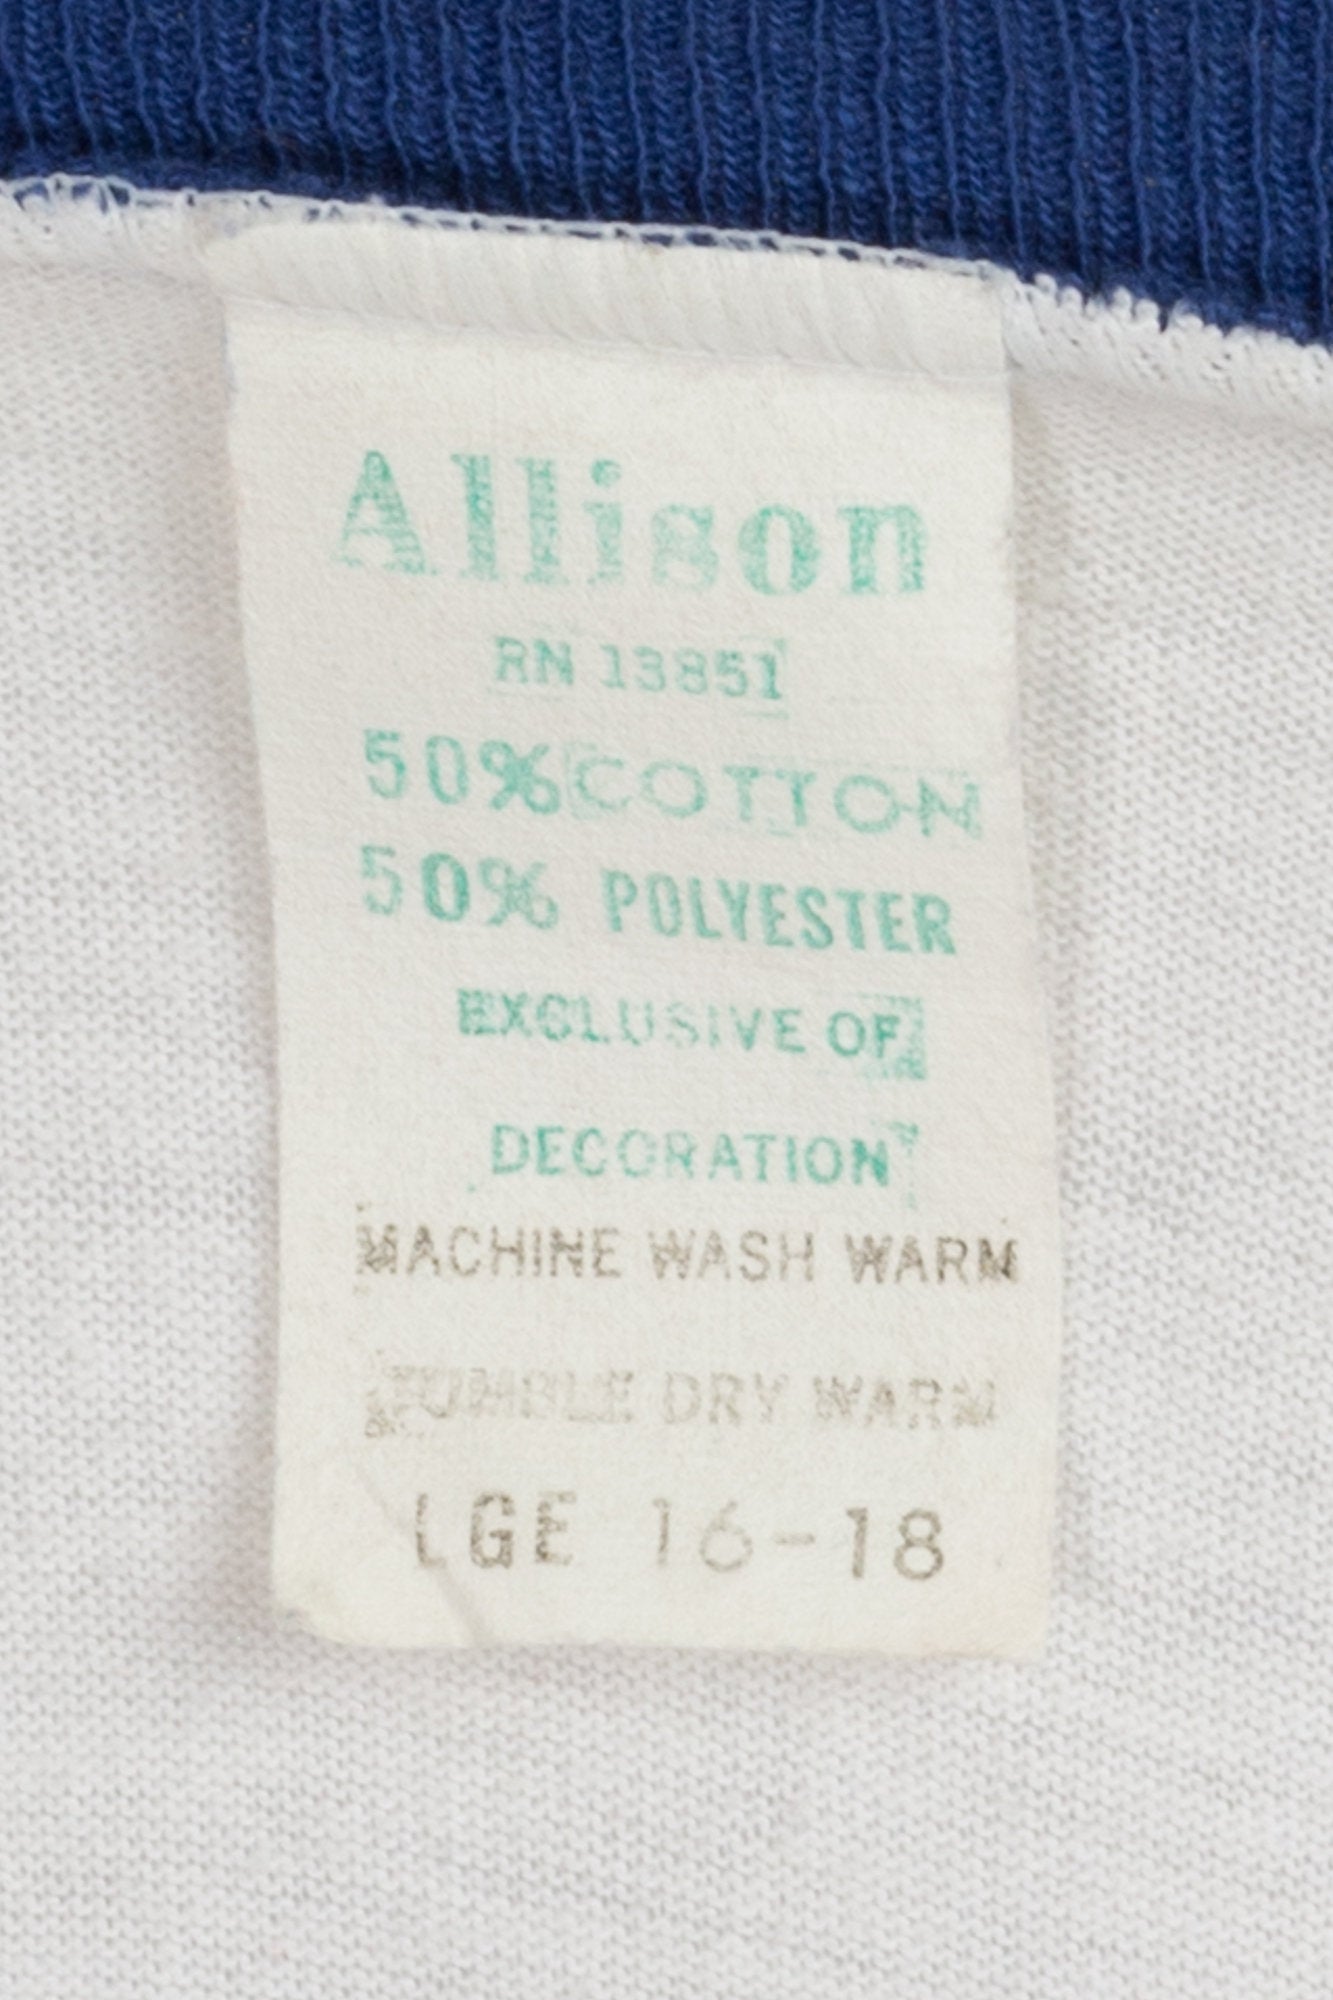 Allison
RN 13851
50% COTTON
50% POLYESTER
EXCLUSIVE OF
DECORATION
MACHINE WASH WARM
TUMBLE DRY WARM
LGE 16-18